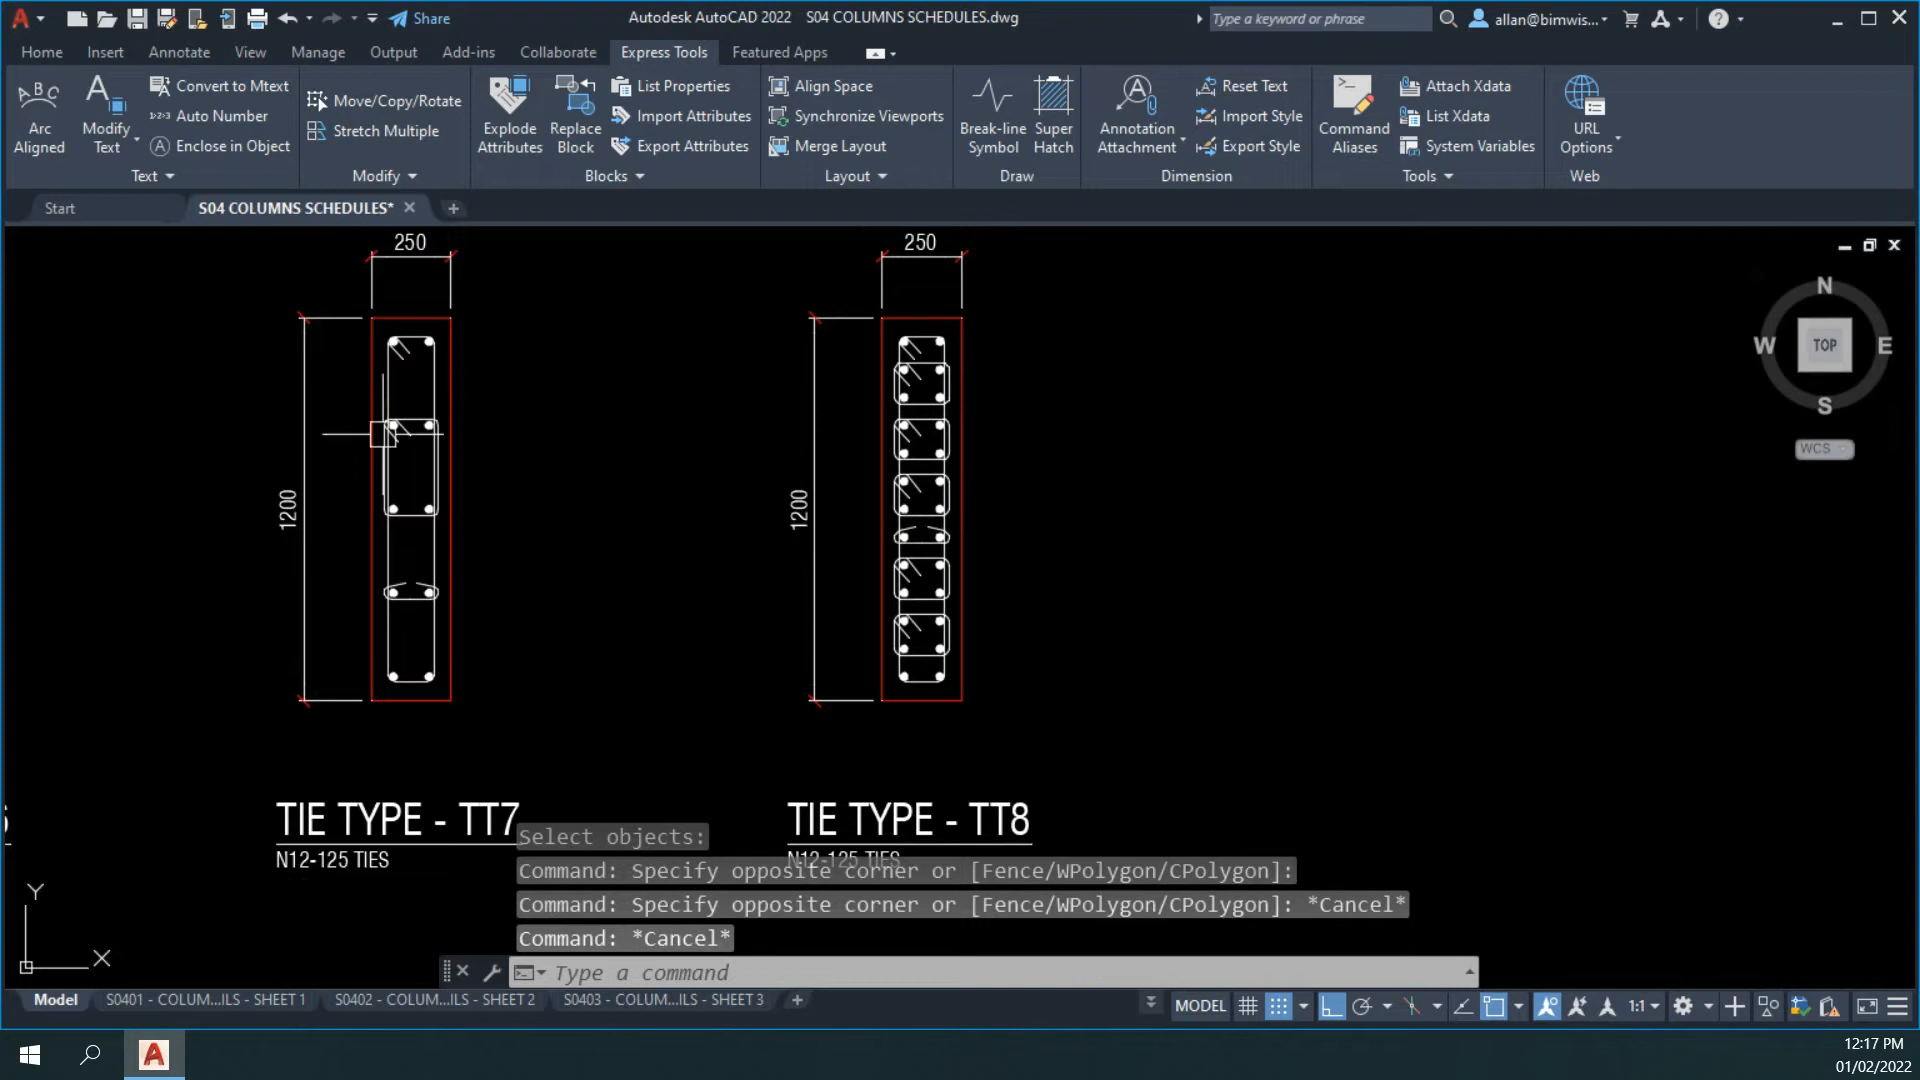 Share
Autodesk AutoCAD 2022 S04 COLUMNS SCHEDULES.dwg
Type a keyword or phrase
allan@bimwis...
Home Insert Annotate View Manage Output Add-ins Collaborate Express Tools Featured Apps
Arc Aligned
Modify Text
Convert to Mtext
Auto Number
Enclose in Object
Text
Move/Copy/Rotate
Stretch Multiple
Modify
Explode Attributes
Replace Block
List Properties
Import Attributes
Export Attributes
Blocks
Align Space
Synchronize Viewports
Merge Layout
Layout
Break-line Symbol
Super Hatch
Draw
Annotation Attachment
Reset Text
Import Style
Export Style
Dimension
Command Aliases
Attach Xdata
List Xdata
System Variables
Tools
URL Options
Web
Start
S04 COLUMNS SCHEDULES*
250
250
N
W TOP E
S
WCS
1200
1200
TIE TYPE - TT7
N12-125 TIES
TIE TYPE - TT8
N12-125 TIES
Select objects:
Command: Specify opposite corner or [Fence/WPolygon/CPolygon]:
Command: Specify opposite corner or [Fence/WPolygon/CPolygon]: *Cancel*
Command: *Cancel*
Type a command
Y
X
Model
S0401 - COLUM...ILS - SHEET 1
S0402 - COLUM...ILS - SHEET 2
S0403 - COLUM...ILS - SHEET 3
MODEL
1:1
12:17 PM
01/02/2022